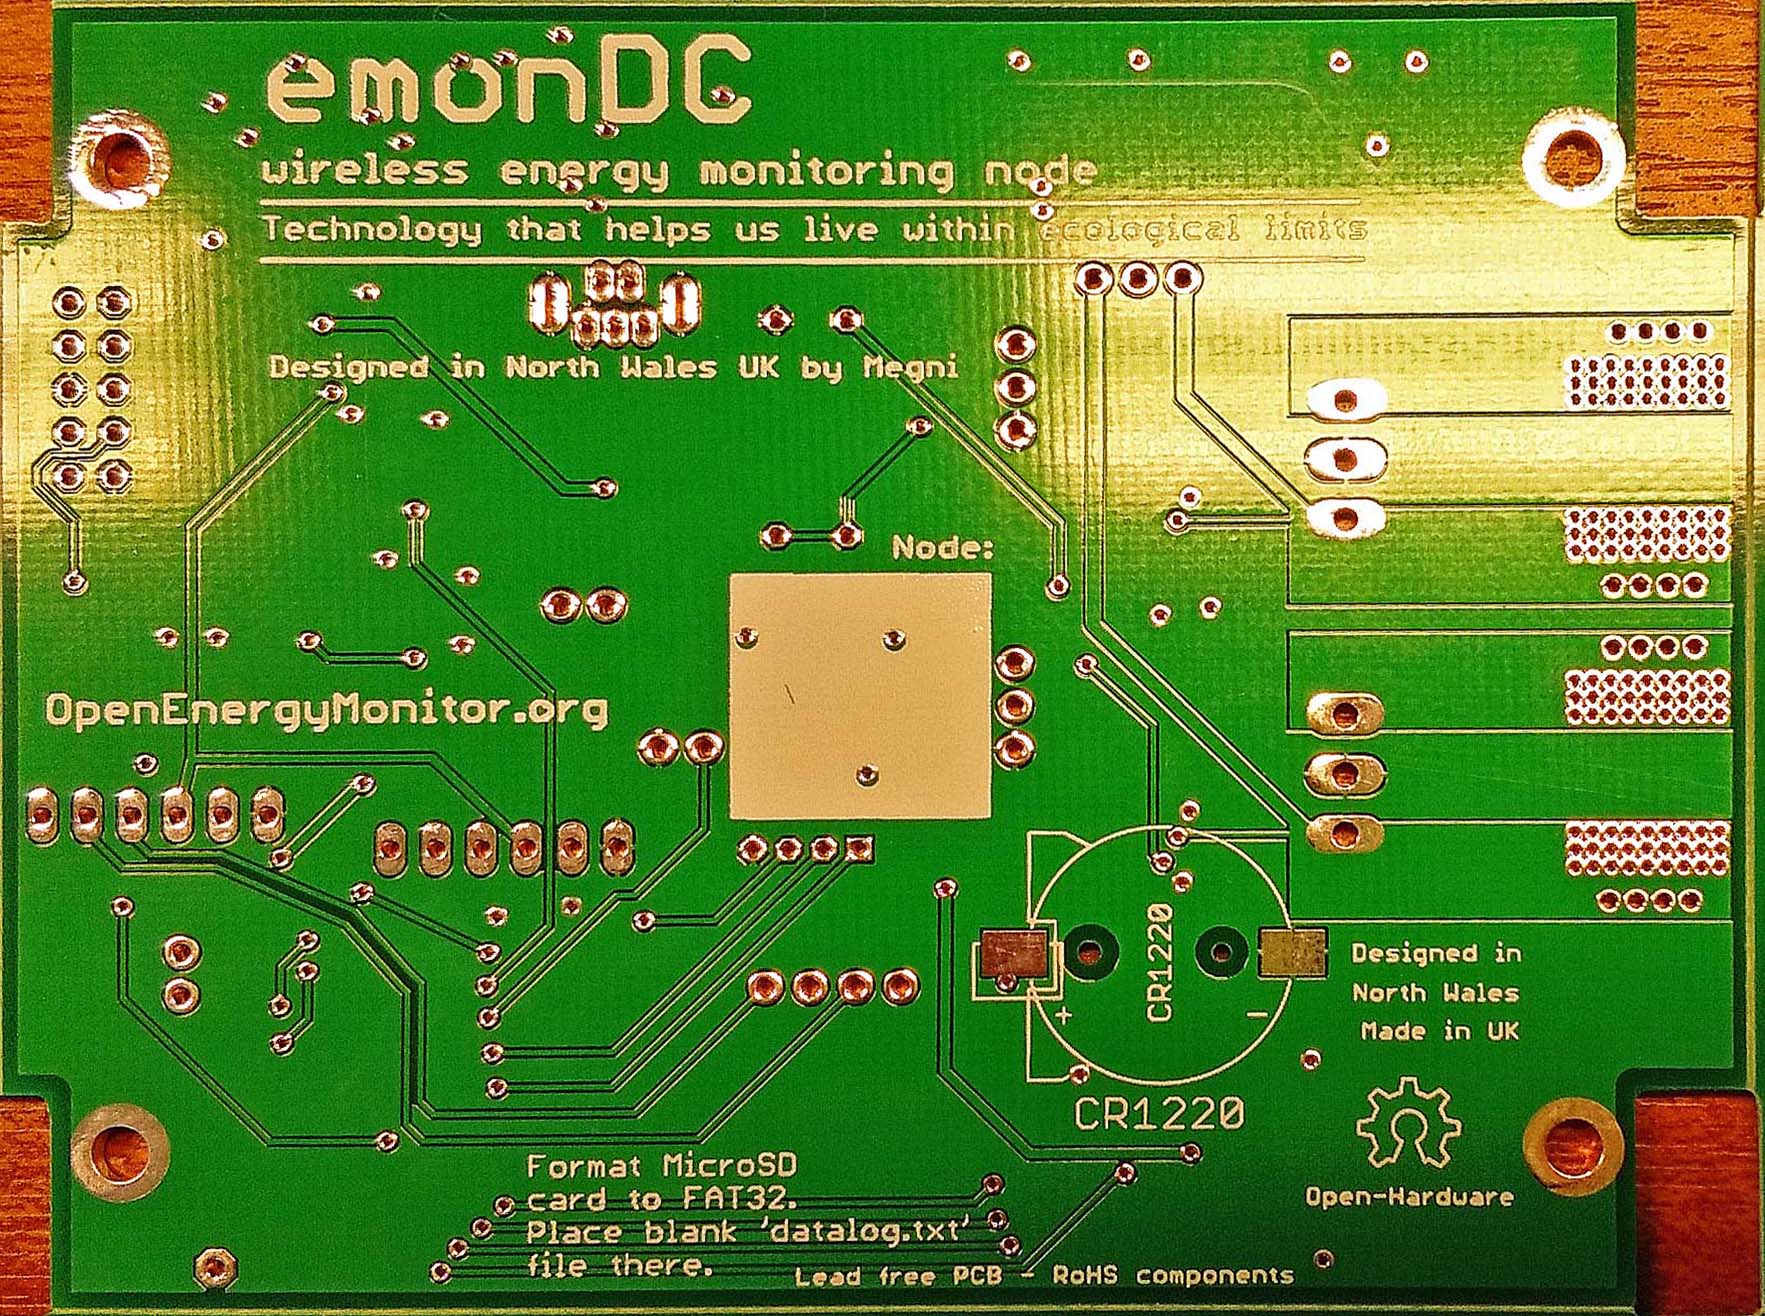 emonDC
wireless energy monitoring node
Technology that helps us live within ecological limits
Designed in North Wales UK by Megni
Node:
OpenEnergyMonitor.org
CR1220
+
-
CR1220
Designed in
North Wales
Made in UK
Open-Hardware
Format MicroSD
card to FAT32.
Place blank 'datalog.txt'
file there.
Lead free PCB - RoHS components